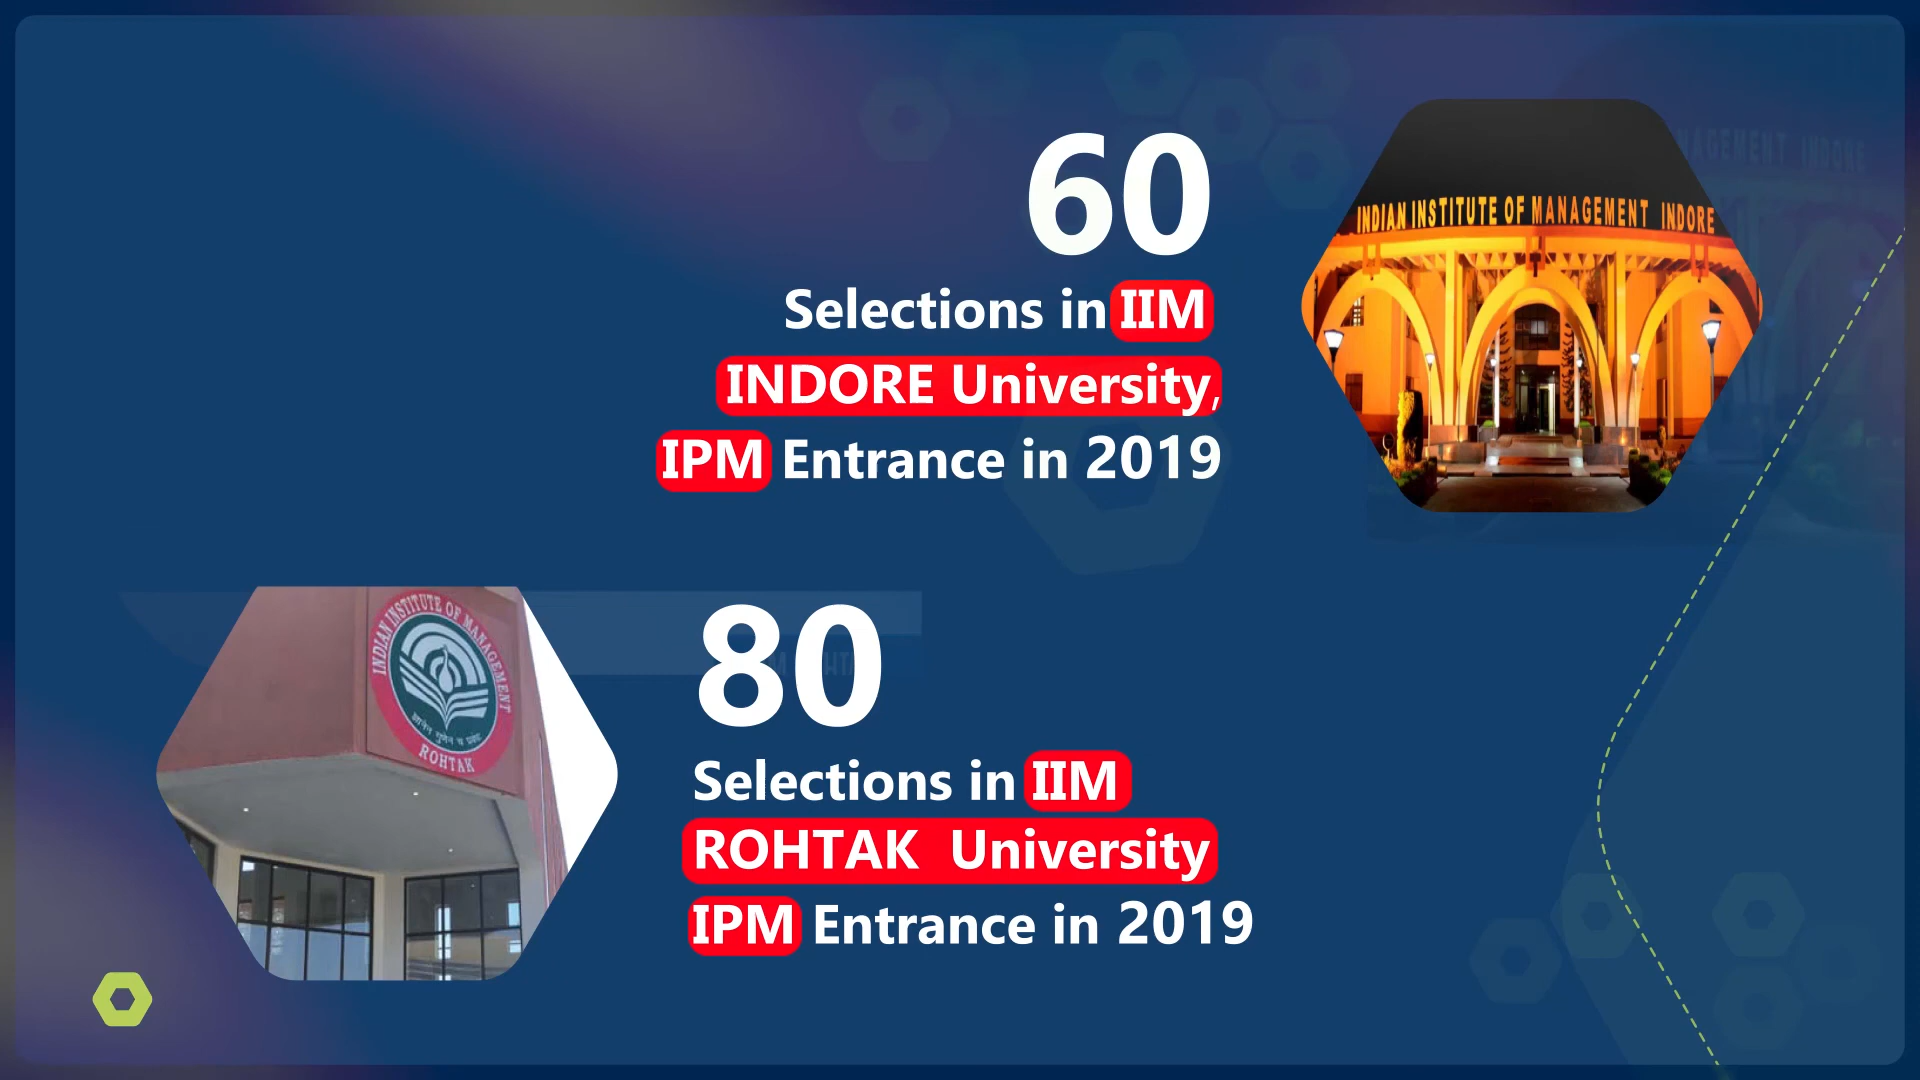 60
Selections in IIM
INDORE University,
IPM Entrance in 2019
INDIAN INSTITUTE OF MANAGEMENT INDORE
80
Selections in IIM
ROHTAK University
IPM Entrance in 2019
INDIAN INSTITUTE OF MANAGEMENT
ROHTAK